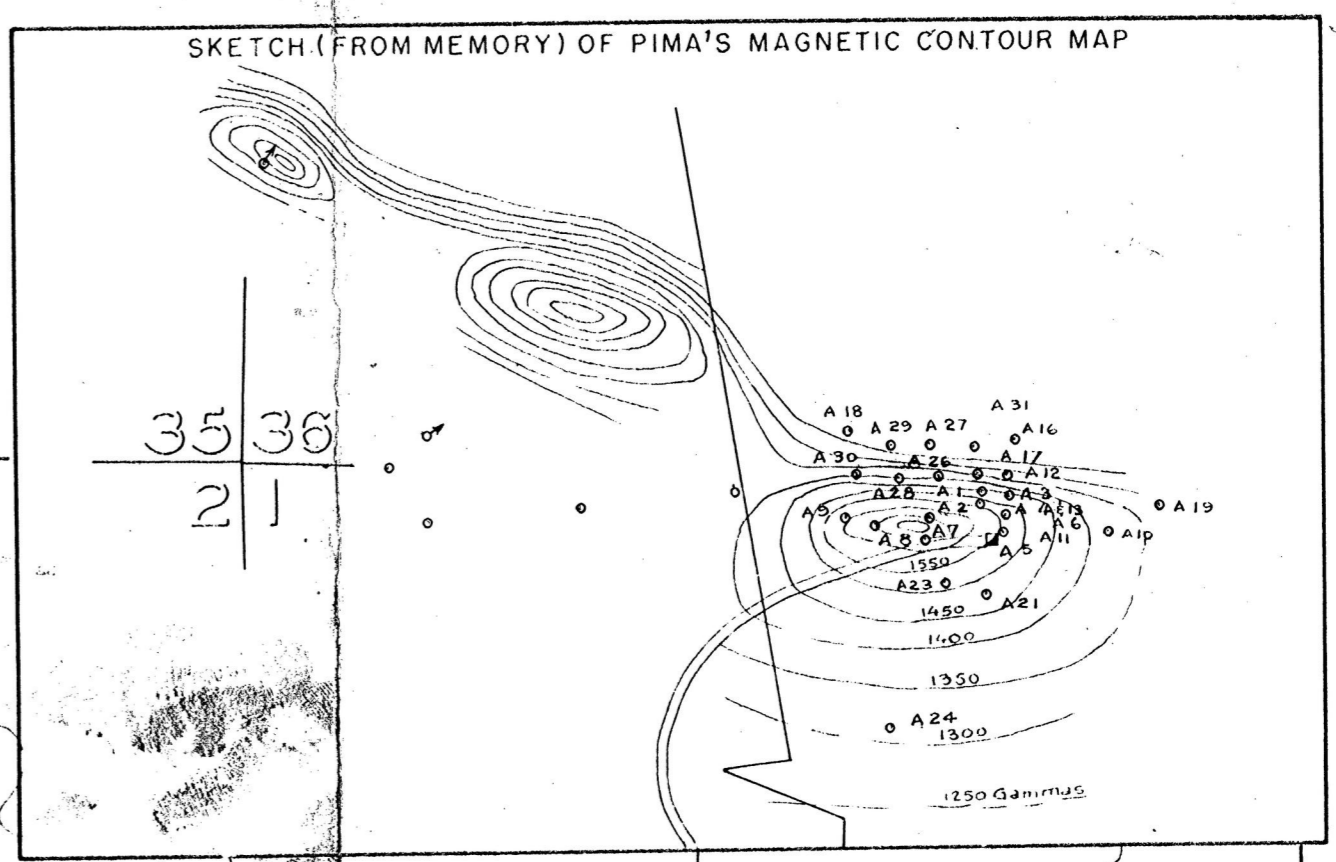 SKETCH (FROM MEMORY) OF PIMA'S MAGNETIC CONTOUR MAP
A 31
A 18
A 29
A 27
A 16
35 36
A 30
A 26
A 17
A 12
2 1
A 28
A 1
A 3
A 9
A 2
A 19
A 6
A 8
A 7
A 11
A 10
A 5
1550
A 23
1450
A 21
1400
1350
A 24
1300
1250 Gammas